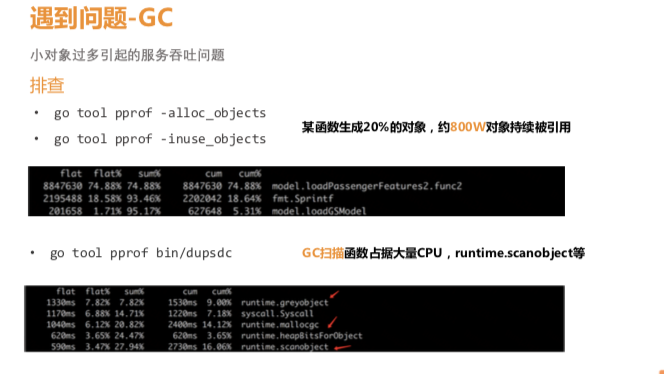 遇到问题-GC
小对象过多引起的服务吞吐问题
排查
• go tool pprof -alloc_objects
• go tool pprof -inuse_objects
某函数生成20%的对象，约800W对象持续被引用
flat flat% sum% cum cum%
8847630 74.88% 74.88% 8847630 74.88% model.loadPassengerFeatures2.func2
2195488 18.58% 93.46% 2202042 18.64% fmt.Sprintf
201658 1.71% 95.17% 627648 5.31% model.loadGSModel
• go tool pprof bin/dupsdc
GC扫描函数占据大量CPU，runtime.scanobject等
flat flat% sum% cum cum%
1330ms 7.82% 7.82% 1530ms 9.00% runtime.greyobject
1170ms 6.88% 14.71% 1220ms 7.18% syscall.Syscall
1040ms 6.12% 20.82% 2400ms 14.12% runtime.mallocgc
620ms 3.65% 24.47% 620ms 3.65% runtime.heapBitsForObject
590ms 3.47% 27.94% 2730ms 16.06% runtime.scanobject